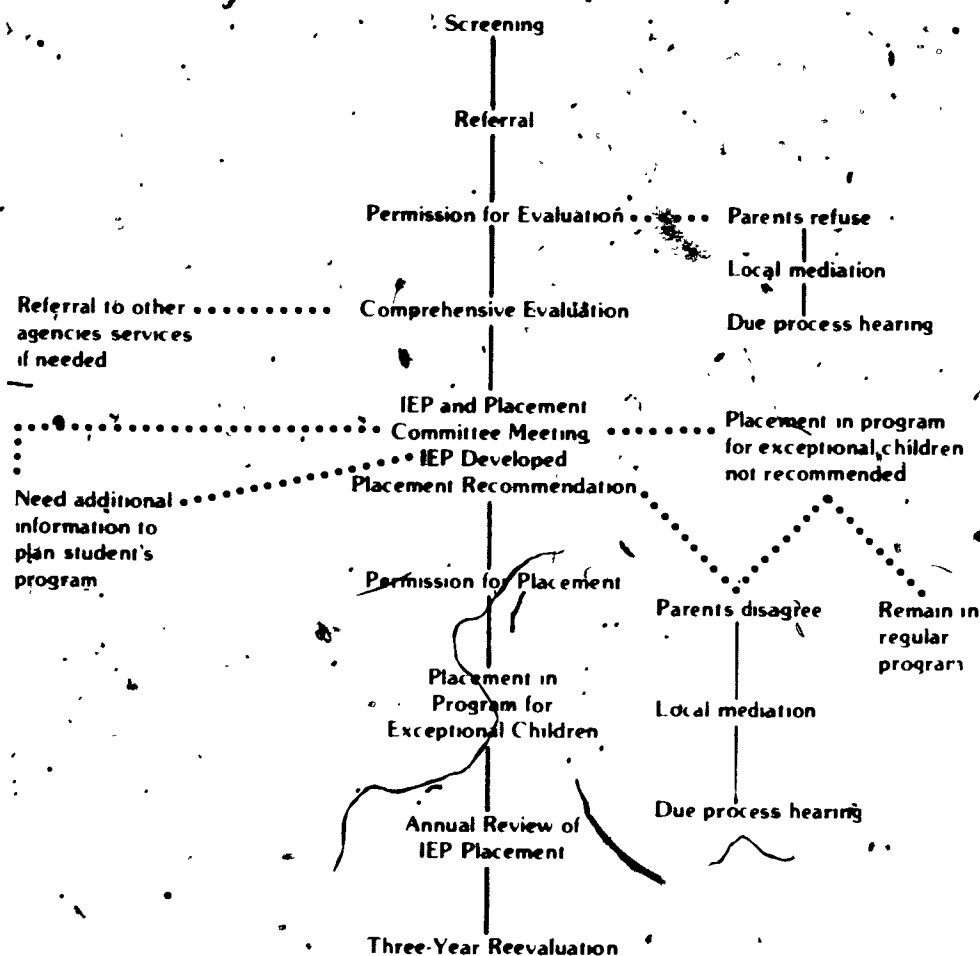 Screening
Referral
Permission for Evaluation
Parents refuse
Local mediation
Due process hearing
Referral to other
agencies services
if needed
Comprehensive Evaluation
IEP and Placement
Committee Meeting
IEP Developed
Placement Recommendation
Placement in program
for exceptional children
not recommended
Need additional
information to
plan student's
program
Permission for Placement
Parents disagree
Remain in
regular
program
Placement in
Program for
Exceptional Children
Local mediation
Due process hearing
Annual Review of
IEP Placement
Three-Year Reevaluation